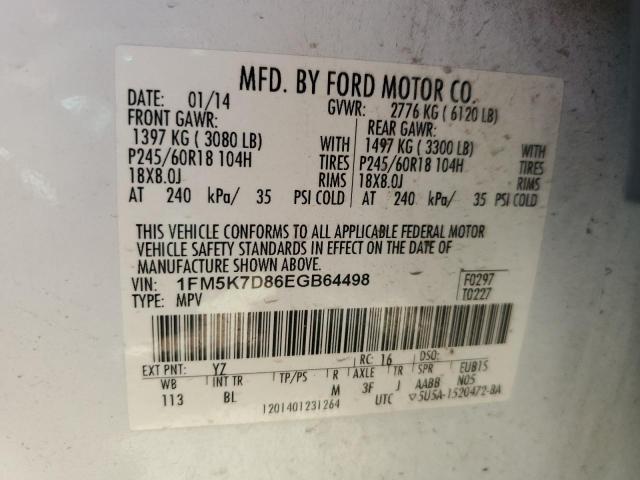 MFD. BY FORD MOTOR CO.
DATE: 01/14 GVWR: 2776 KG ( 6120 LB)
FRONT GAWR: REAR GAWR:
1397 KG ( 3080 LB) WITH 1497 KG ( 3300 LB) WITH
P245/60R18 104H TIRES P245/60R18 104H TIRES
18X8.0J RIMS 18X8.0J RIMS
AT 240 kPa/ 35 PSI COLD AT 240 kPa/ 35 PSI COLD
THIS VEHICLE CONFORMS TO ALL APPLICABLE FEDERAL MOTOR
VEHICLE SAFETY STANDARDS IN EFFECT ON THE DATE OF
MANUFACTURE SHOWN ABOVE.
VIN: 1FM5K7D86EGB64498 F0297
TYPE: MPV T0227
EXT PNT: YZ RC: 16 DSO:
WB INT TR TP/PS R AXLE TR SPR EUB15
113 BL M 3F J AABB N05
1201401231264 UTC ▽5U5A-1520472-BA